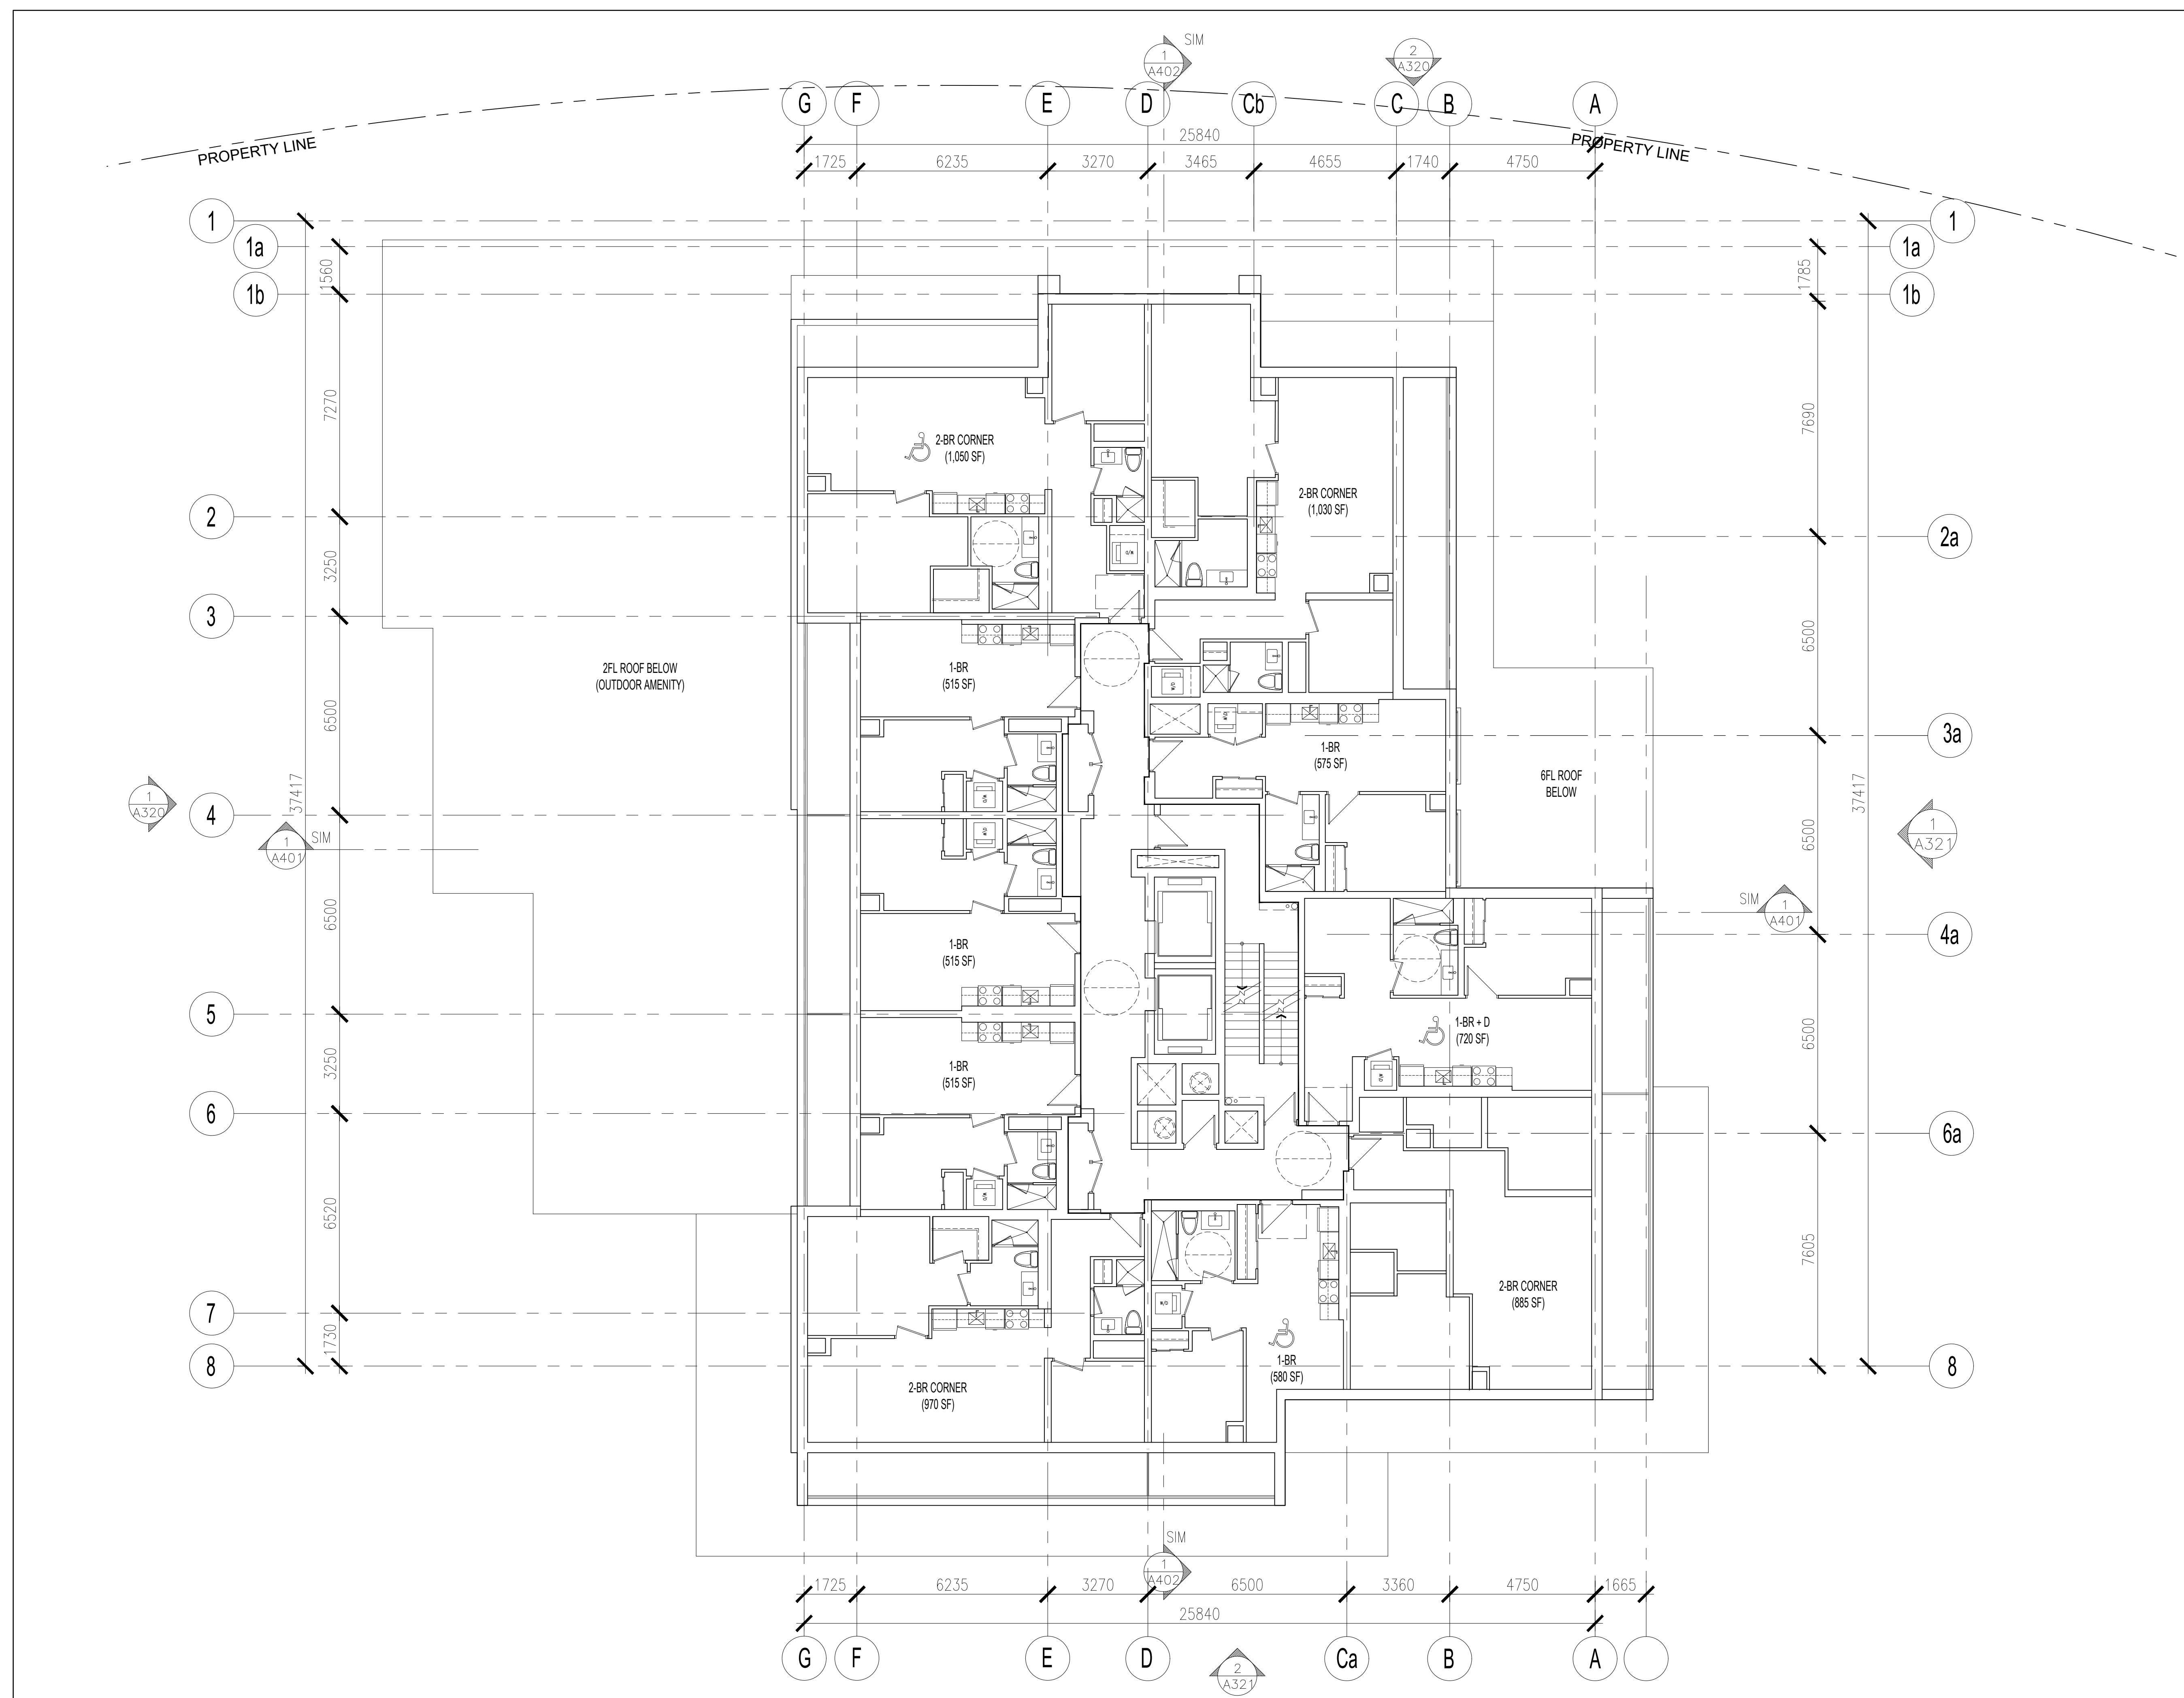 SIM
1
A402
2
A320
G
F
E
D
Cb
C
B
A
25840
PROPERTY LINE
PROPERTY LINE
1725
6235
3270
3465
4655
1740
4750
1
1
1a
1a
1560
1785
1b
1b
7270
7690
2-BR CORNER
(1,050 SF)
2-BR CORNER
(1,030 SF)
2
2a
W/D
3250
3
6500
2FL ROOF BELOW
(OUTDOOR AMENITY)
1-BR
(515 SF)
W/D
6500
W/D
3a
1-BR
(575 SF)
6FL ROOF
BELOW
37417
37417
1
A320
4
W/D
1
A401
SIM
W/D
6500
1
A321
6500
SIM
1
A401
1-BR
(515 SF)
4a
5
6500
1-BR + D
(720 SF)
3250
1-BR
(515 SF)
W/D
6
6a
W/D
6520
7605
2-BR CORNER
(885 SF)
W/D
7
1730
8
8
1-BR
(580 SF)
2-BR CORNER
(970 SF)
SIM
1
A402
1725
6235
3270
6500
3360
4750
1665
25840
G
F
E
D
Ca
B
A
2
A321